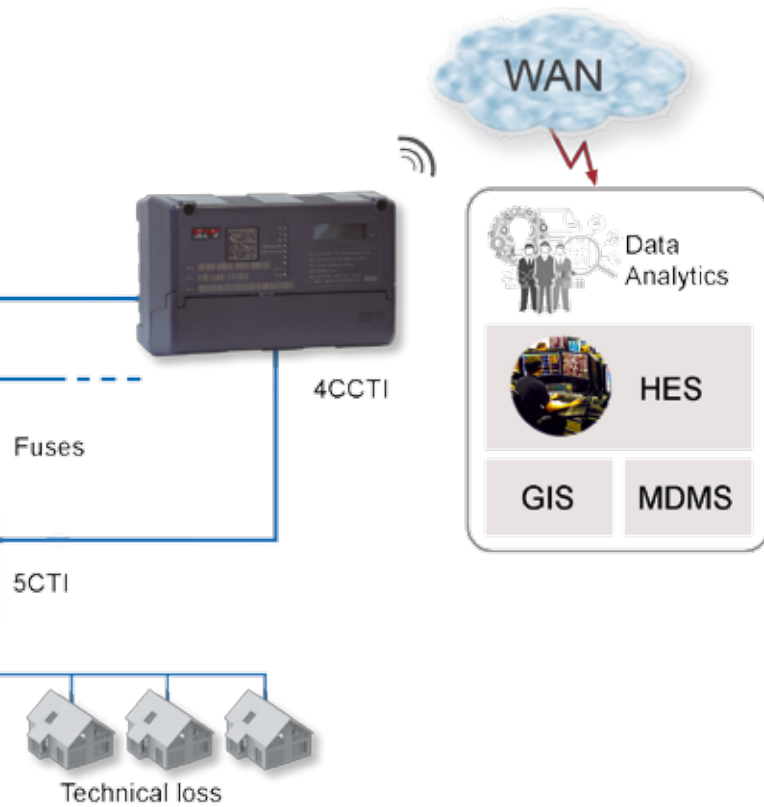 WAN
Data
Analytics
4CCTI
HES
Fuses
GIS
MDMS
5CTI
Technical loss